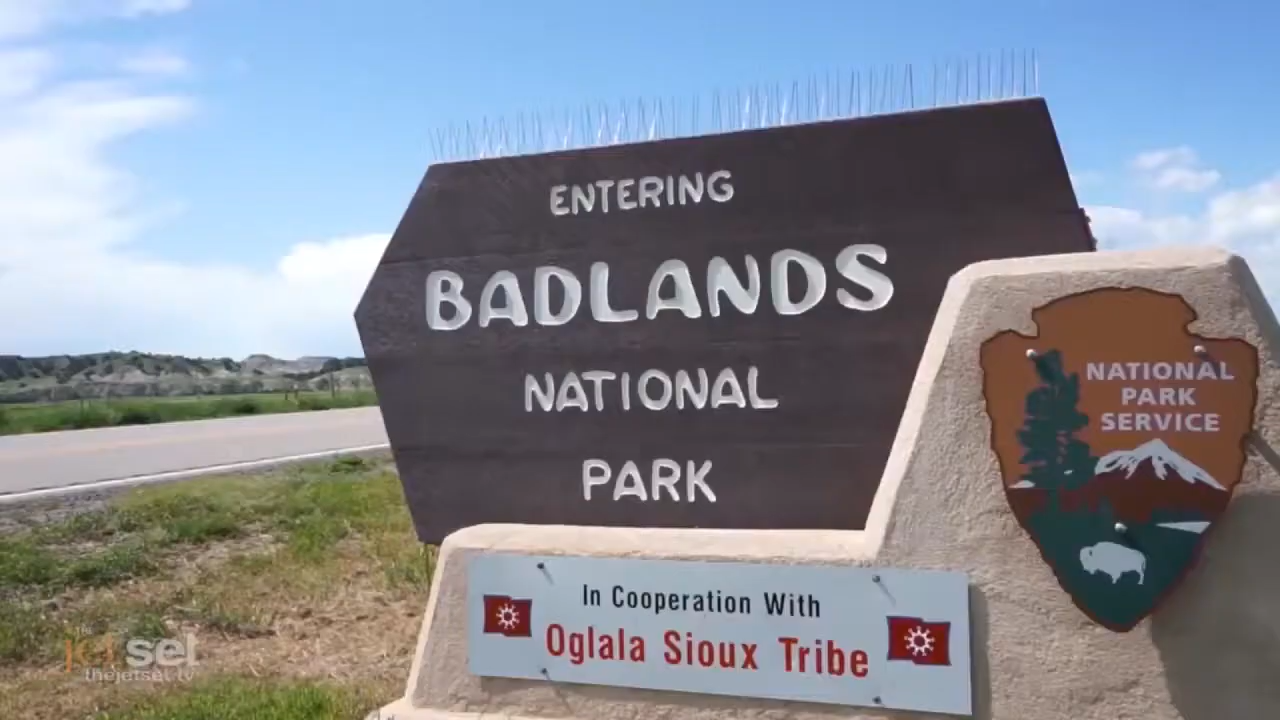 ENTERING
BADLANDS
NATIONAL
PARK
NATIONAL
PARK
SERVICE
In Cooperation With
Oglala Sioux Tribe
jetset
thejetset.tv